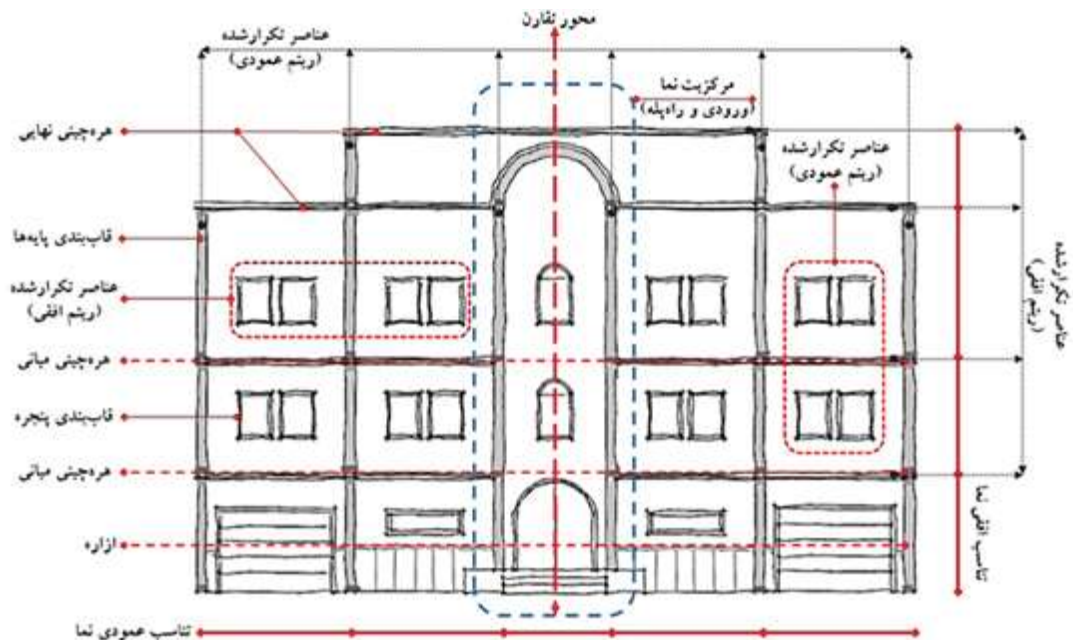 محور تقارن
عناصر تکرارشده
(ریتم عمودی)
مرکزیت نما
(ورودی و راه‌پله)
هره‌چینی نهایی
عناصر تکرارشده
(ریتم عمودی)
قاب‌بندی پایه‌ها
عناصر تکرارشده
(ریتم افقی)
عناصر تکرارشده
(ریتم افقی)
هره‌چینی میانی
قاب‌بندی پنجره
هره‌چینی میانی
تناسب افقی نما
ازاره
تناسب عمودی نما